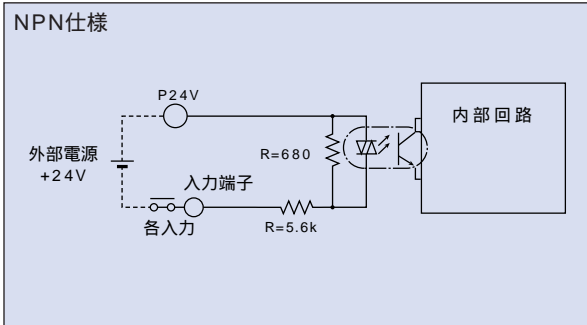 NPN仕様
P24V
内部回路
外部電源
+24V
R=680
入力端子
各入力
R=5.6k